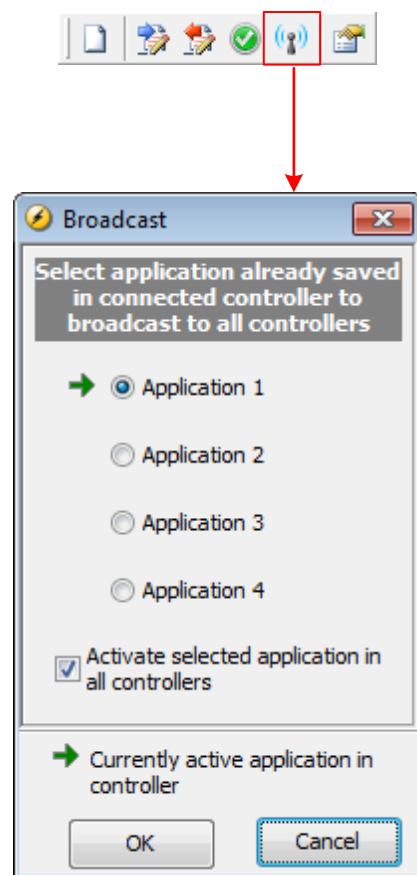 Broadcast
Select application already saved
in connected controller to
broadcast to all controllers
Application 1
Application 2
Application 3
Application 4
Activate selected application in
all controllers
Currently active application in
controller
OK
Cancel